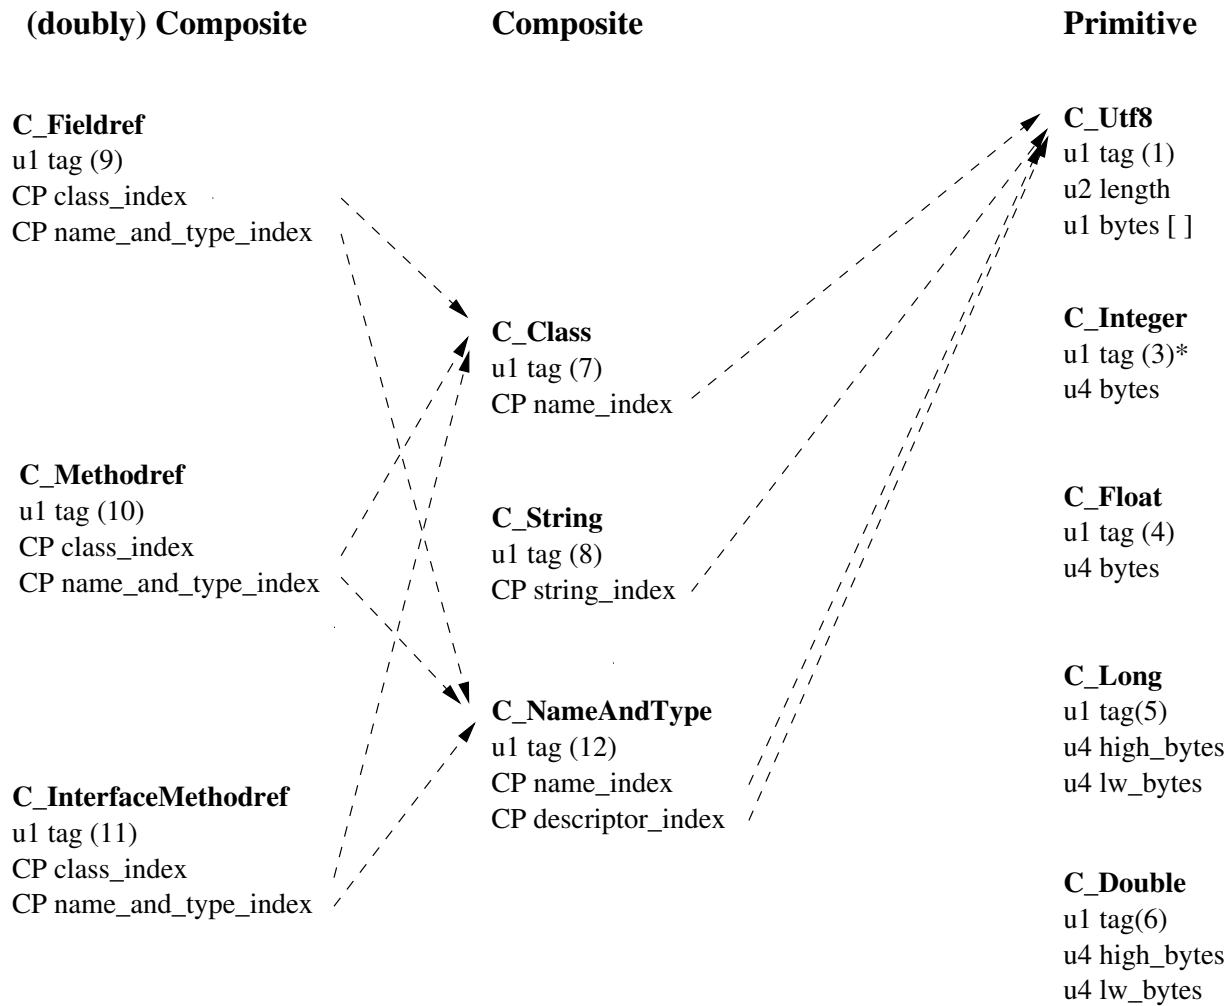 (doubly) Composite
C_Fieldref
u1 tag (9)
CP class_index
CP name_and_type_index
C_Methodref
u1 tag (10)
CP class_index
CP name_and_type_index
C_InterfaceMethodref
u1 tag (11)
CP class_index
CP name_and_type_index
Composite
C_Class
u1 tag (7)
CP name_index
C_String
u1 tag (8)
CP string_index
C_NameAndType
u1 tag (12)
CP name_index
CP descriptor_index
Primitive
C_Utf8
u1 tag (1)
u2 length
u1 bytes [ ]
C_Integer
u1 tag (3)*
u4 bytes
C_Float
u1 tag (4)
u4 bytes
C_Long
u1 tag(5)
u4 high_bytes
u4 lw_bytes
C_Double
u1 tag(6)
u4 high_bytes
u4 lw_bytes